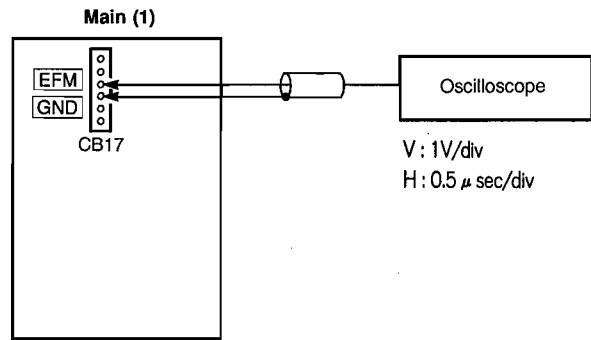 Main (1)
EFM
GND
CB17
Oscilloscope
V : 1V/div
H : 0.5 μ sec/div